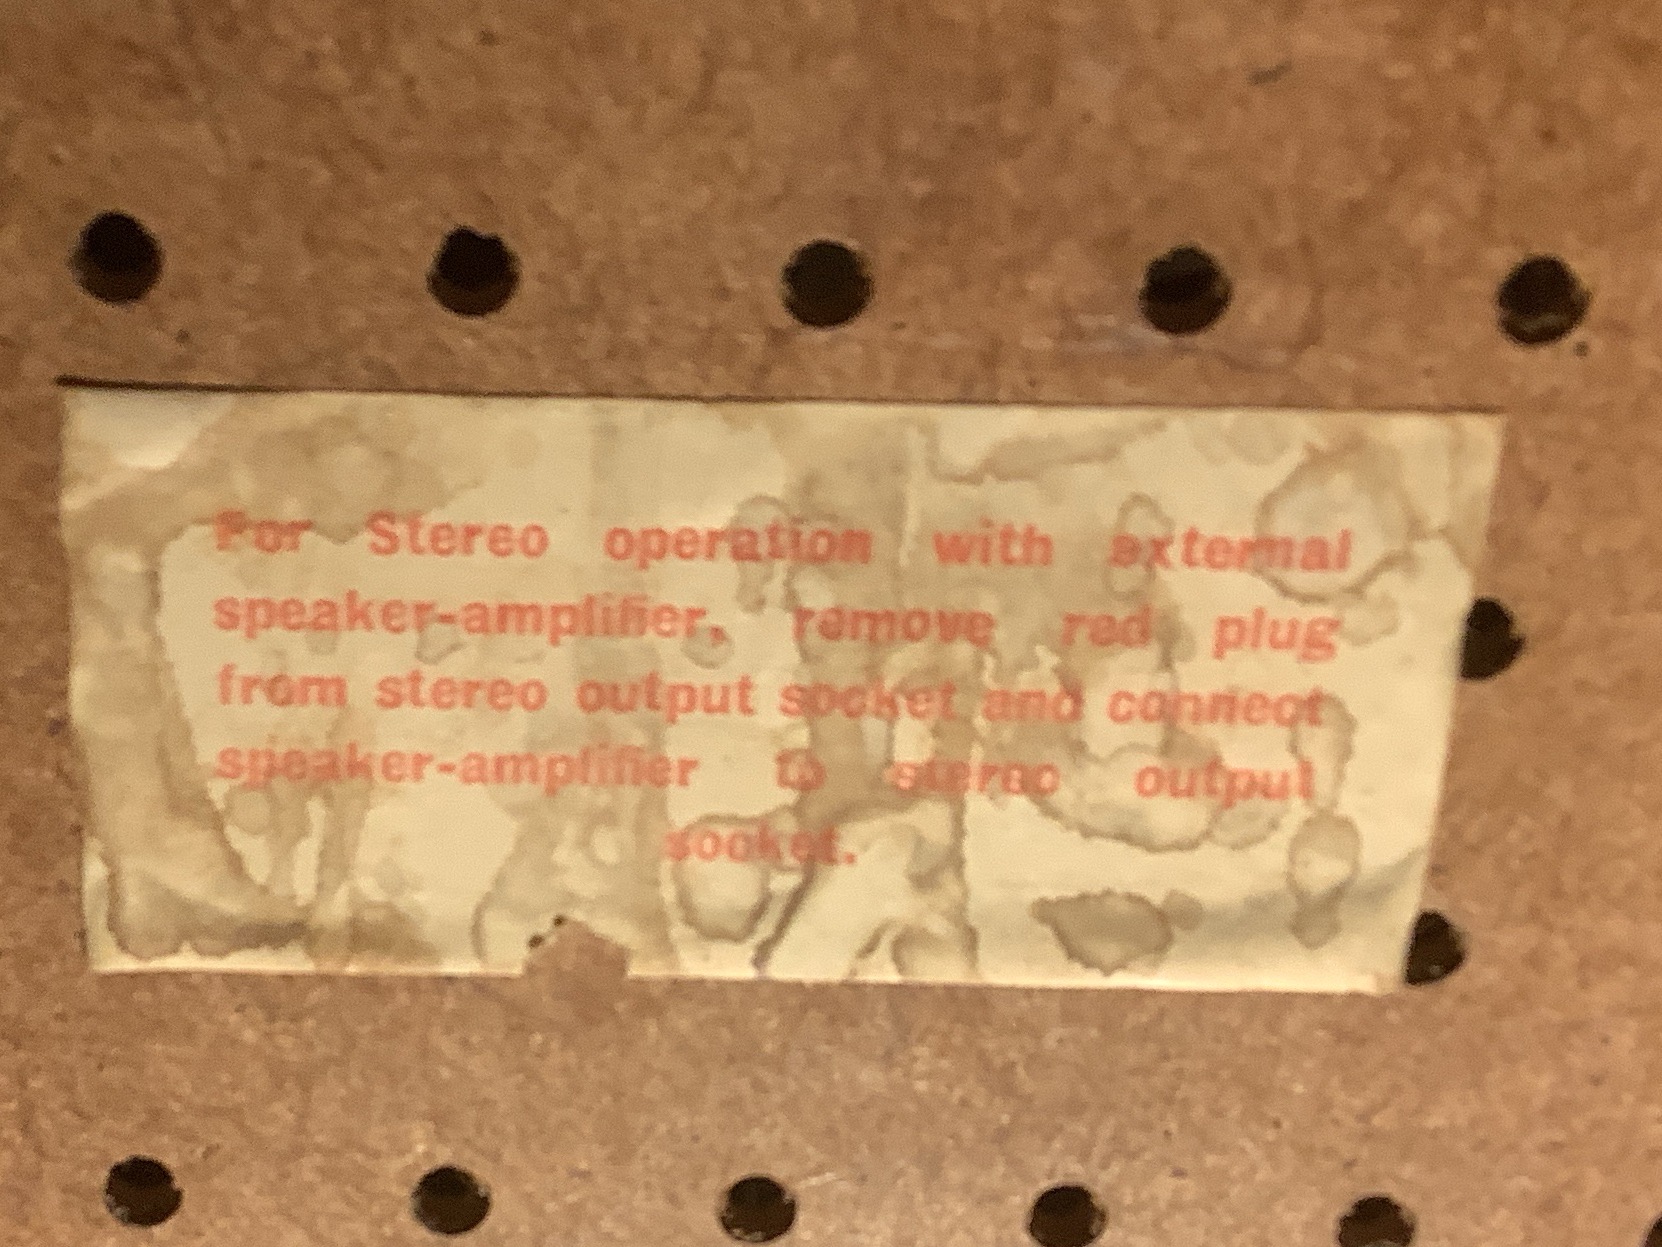 For Stereo operation with external
speaker-amplifier, remove red plug
from stereo output socket and connect
speaker-amplifier to stereo output
socket.